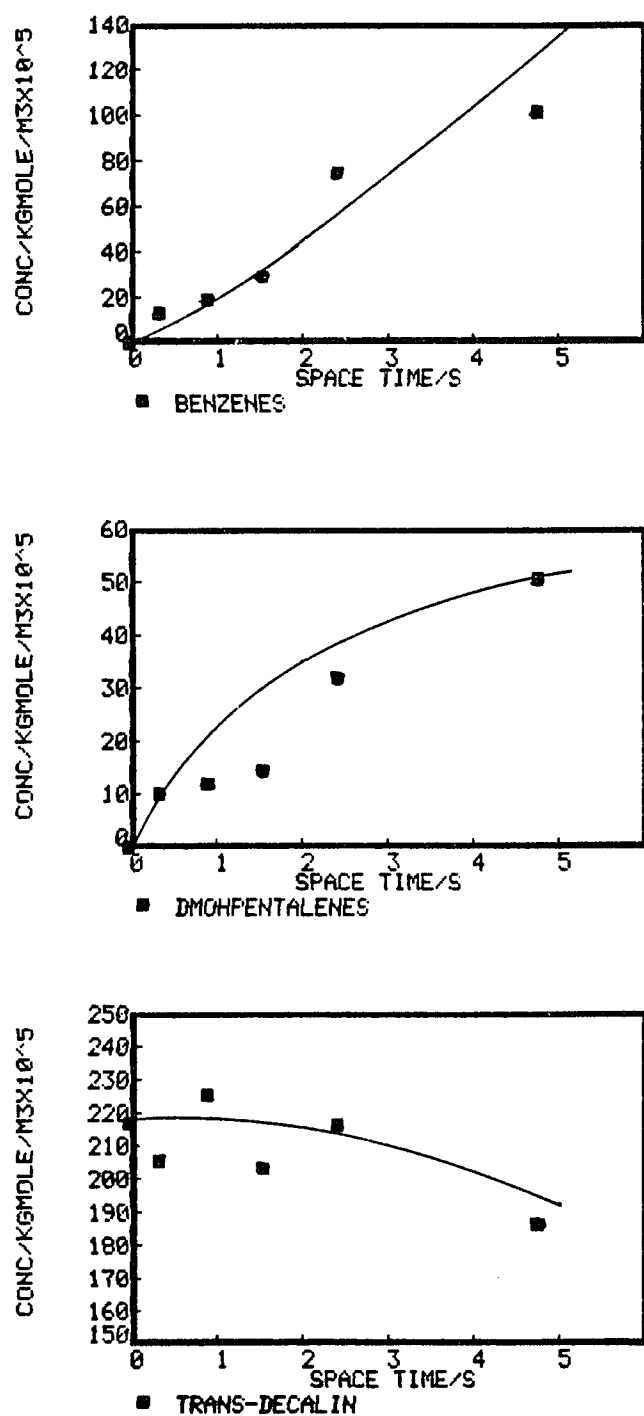 CONC/KGMOLE/M3X10^5
140
120
100
80
60
40
20
0
0 1 2 3 4 5
SPACE TIME/S
BENZENES
CONC/KGMOLE/M3X10^5
60
50
40
30
20
10
0
0 1 2 3 4 5
SPACE TIME/S
DMOHPENTALENES
CONC/KGMOLE/M3X10^5
250
240
230
220
210
200
190
180
170
160
150
0 1 2 3 4 5
SPACE TIME/S
TRANS-DECALIN